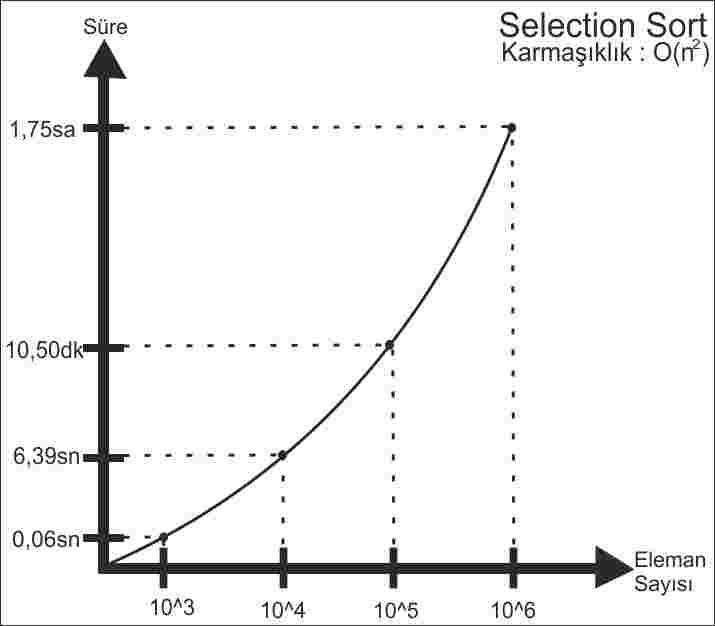 Süre
Selection Sort
Karmaşıklık : O(n²)
1,75sa
10,50dk
6,39sn
0,06sn
Eleman
Sayısı
10^3
10^4
10^5
10^6